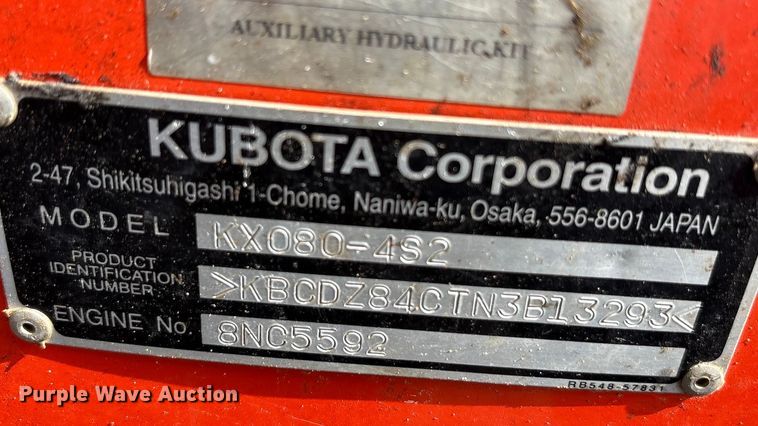 AUXILIARY HYDRAULIC KIT
KUBOTA Corporation
2-47, Shikitsuhigashi 1-Chome, Naniwa-ku, Osaka, 556-8601 JAPAN
MODEL KX080-4S2
PRODUCT IDENTIFICATION NUMBER >KBCDZ84CTN3B13293<
ENGINE No 8NC5592
RB548-57831
Purple Wave Auction